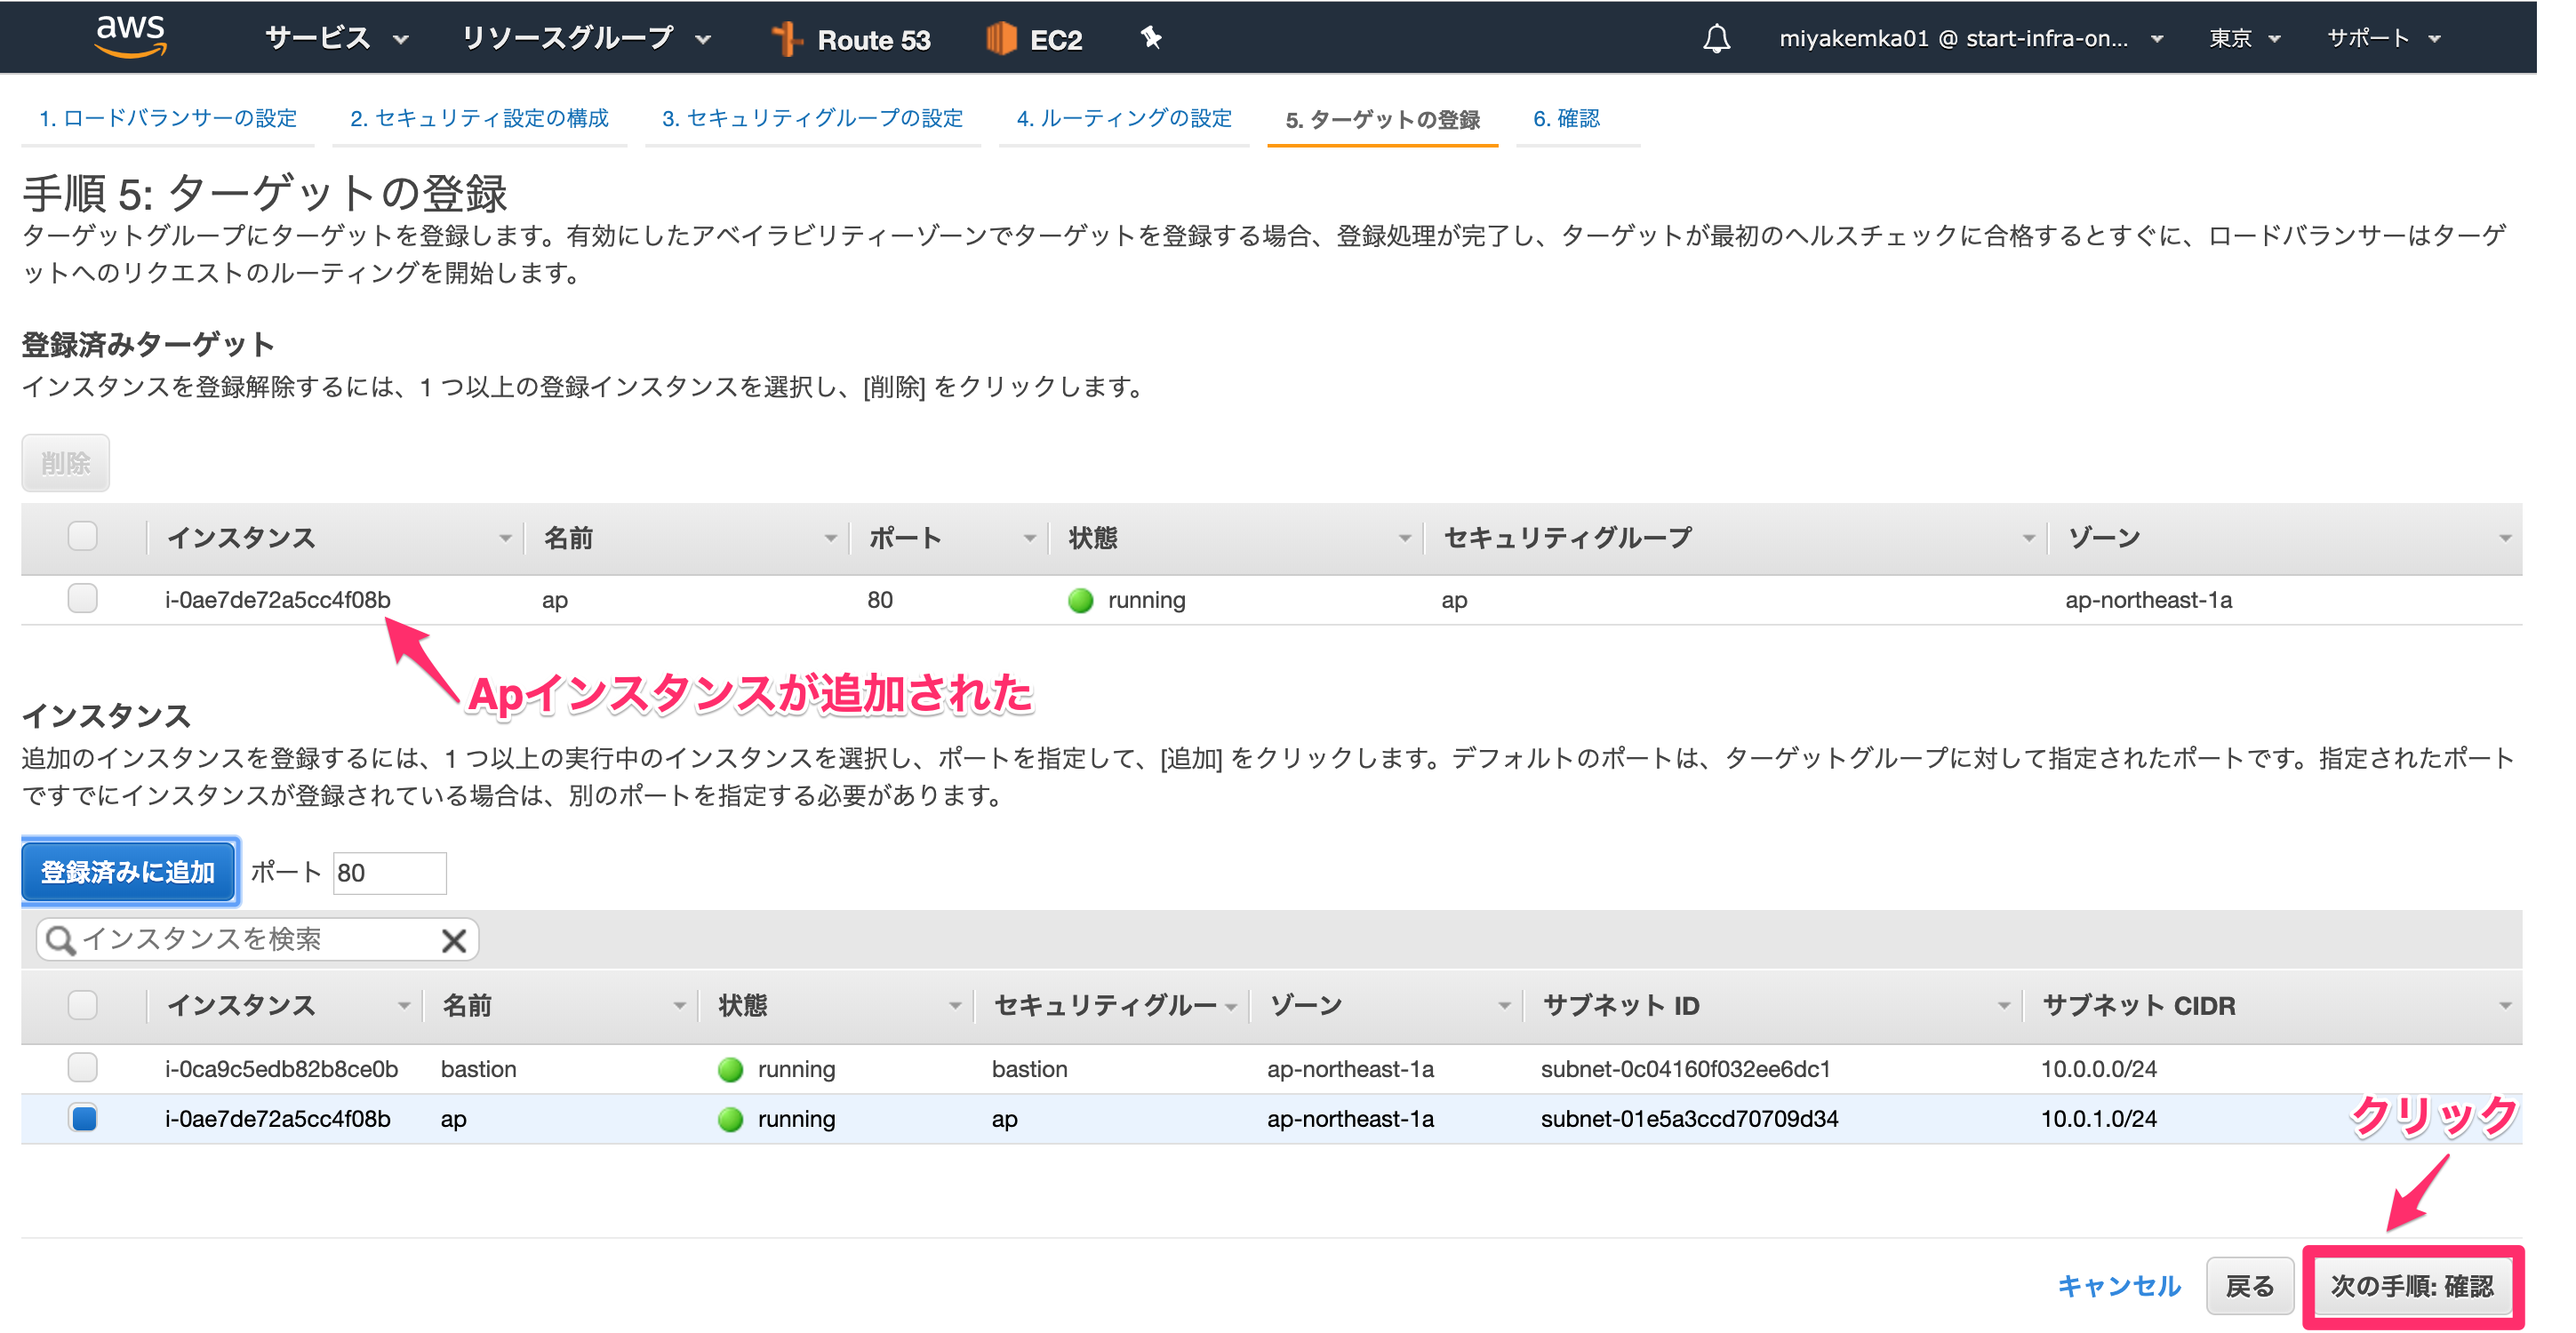 aws サービス リソースグループ Route 53 EC2 miyakemka01 @ start-infra-on... 東京 サポート
1. ロードバランサーの設定 2. セキュリティ設定の構成 3. セキュリティグループの設定 4. ルーティングの設定 5. ターゲットの登録 6. 確認
手順 5: ターゲットの登録
ターゲットグループにターゲットを登録します。有効にしたアベイラビリティーゾーンでターゲットを登録する場合、登録処理が完了し、ターゲットが最初のヘルスチェックに合格するとすぐに、ロードバランサーはターゲ
ットへのリクエストのルーティングを開始します。
登録済みターゲット
インスタンスを登録解除するには、1 つ以上の登録インスタンスを選択し、[削除] をクリックします。
削除
インスタンス 名前 ポート 状態 セキュリティグループ ゾーン
i-0ae7de72a5cc4f08b ap 80 running ap ap-northeast-1a
Apインスタンスが追加された
インスタンス
追加のインスタンスを登録するには、1 つ以上の実行中のインスタンスを選択し、ポートを指定して、[追加] をクリックします。デフォルトのポートは、ターゲットグループに対して指定されたポートです。指定されたポート
ですでにインスタンスが登録されている場合は、別のポートを指定する必要があります。
登録済みに追加 ポート 80
インスタンスを検索
インスタンス 名前 状態 セキュリティグルー ゾーン サブネット ID サブネット CIDR
i-0ca9c5edb82b8ce0b bastion running bastion ap-northeast-1a subnet-0c04160f032ee6dc1 10.0.0.0/24
i-0ae7de72a5cc4f08b ap running ap ap-northeast-1a subnet-01e5a3ccd70709d34 10.0.1.0/24
クリック
キャンセル 戻る 次の手順: 確認